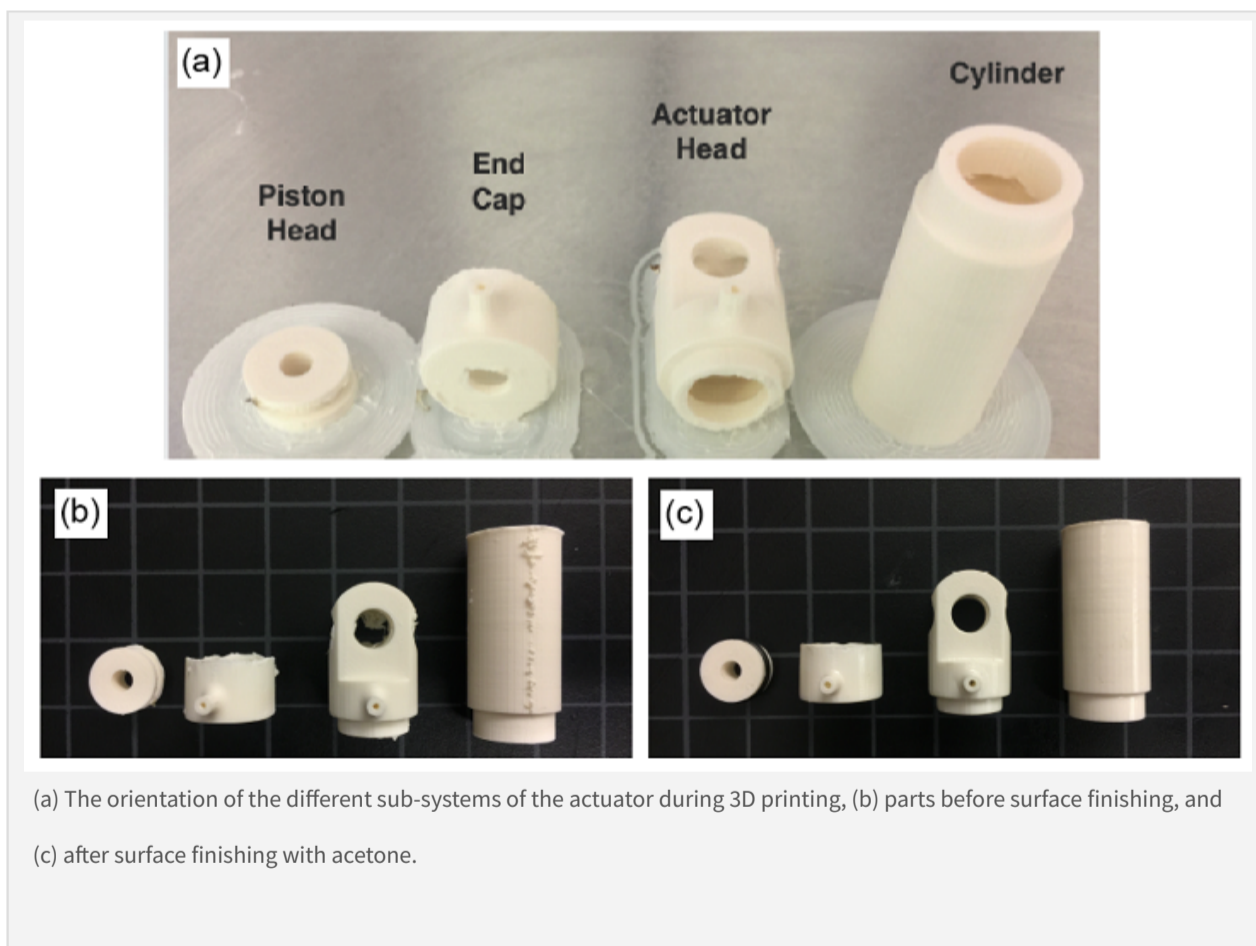 (a)
Cylinder
Actuator
Head
End
Cap
Piston
Head
(b)
(c)
(a) The orientation of the different sub-systems of the actuator during 3D printing, (b) parts before surface finishing, and
(c) after surface finishing with acetone.